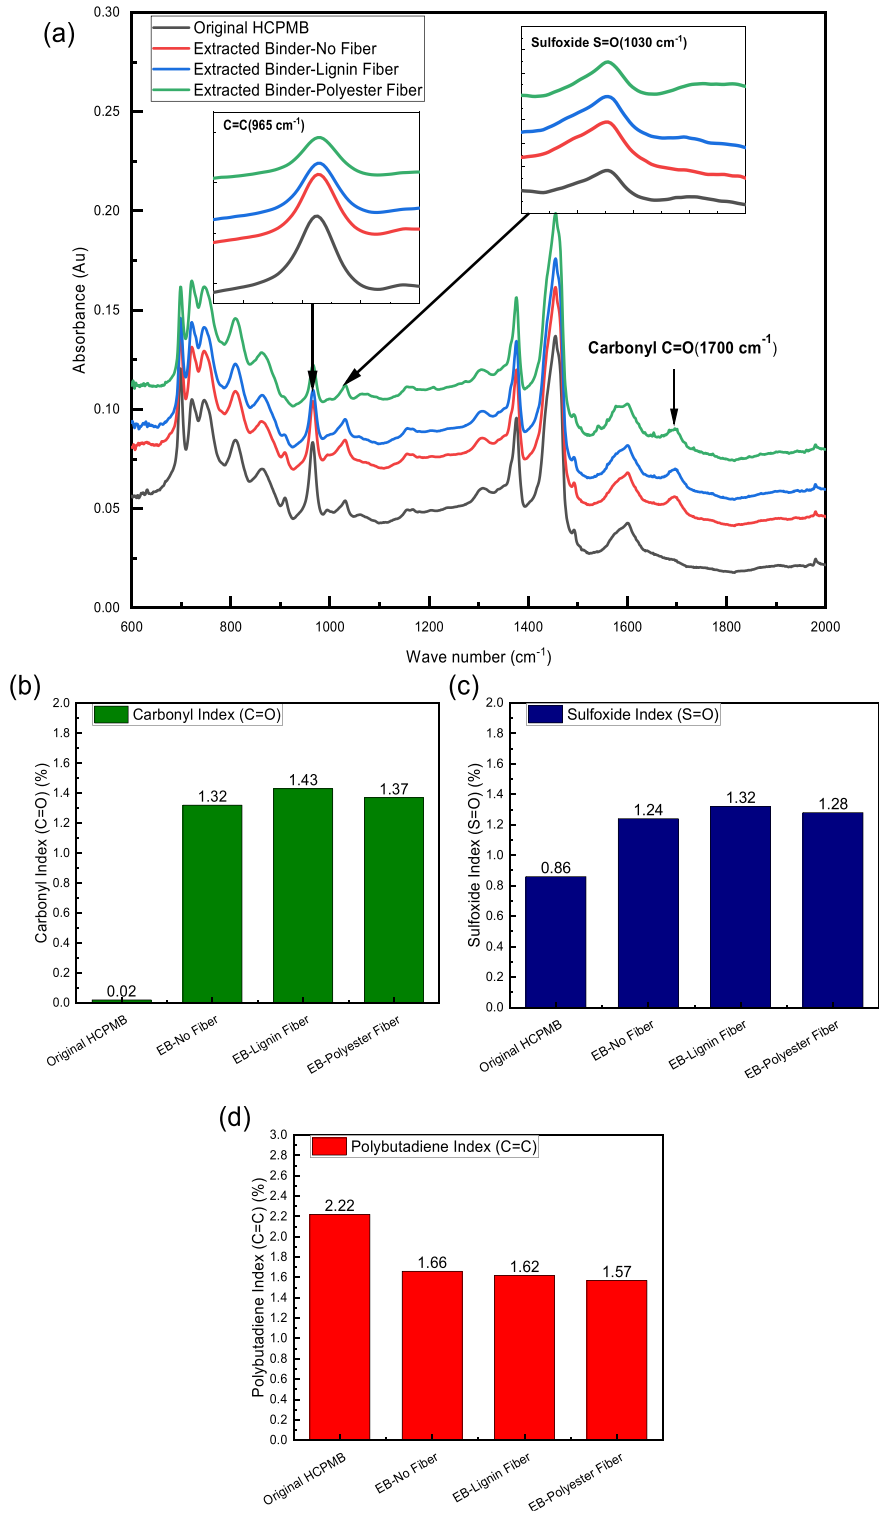 (a)
Original HCPMB
Extracted Binder-No Fiber
Extracted Binder-Lignin Fiber
Extracted Binder-Polyester Fiber
C=C(965 cm-1)
Sulfoxide S=O(1030 cm-1)
Carbonyl C=O(1700 cm-1)
Absorbance (Au)
0.30
0.25
0.20
0.15
0.10
0.05
0.00
600 800 1000 1200 1400 1600 1800 2000
Wave number (cm-1)
(b)
Carbonyl Index (C=O)
Carbonyl Index (C=O) (%)
2.0
1.8
1.6
1.4
1.2
1.0
0.8
0.6
0.4
0.2
0.0
0.02 1.32 1.43 1.37
Original HCPMB
EB-No Fiber
EB-Lignin Fiber
EB-Polyester Fiber
(c)
Sulfoxide Index (S=O)
Sulfoxide Index (S=O) (%)
2.0
1.8
1.6
1.4
1.2
1.0
0.8
0.6
0.4
0.2
0.0
0.86 1.24 1.32 1.28
Original HCPMB
EB-No Fiber
EB-Lignin Fiber
EB-Polyester Fiber
(d)
Polybutadiene Index (C=C)
Polybutadiene Index (C=C) (%)
3.0
2.8
2.6
2.4
2.2
2.0
1.8
1.6
1.4
1.2
1.0
0.8
0.6
0.4
0.2
0.0
2.22 1.66 1.62 1.57
Original HCPMB
EB-No Fiber
EB-Lignin Fiber
EB-Polyester Fiber